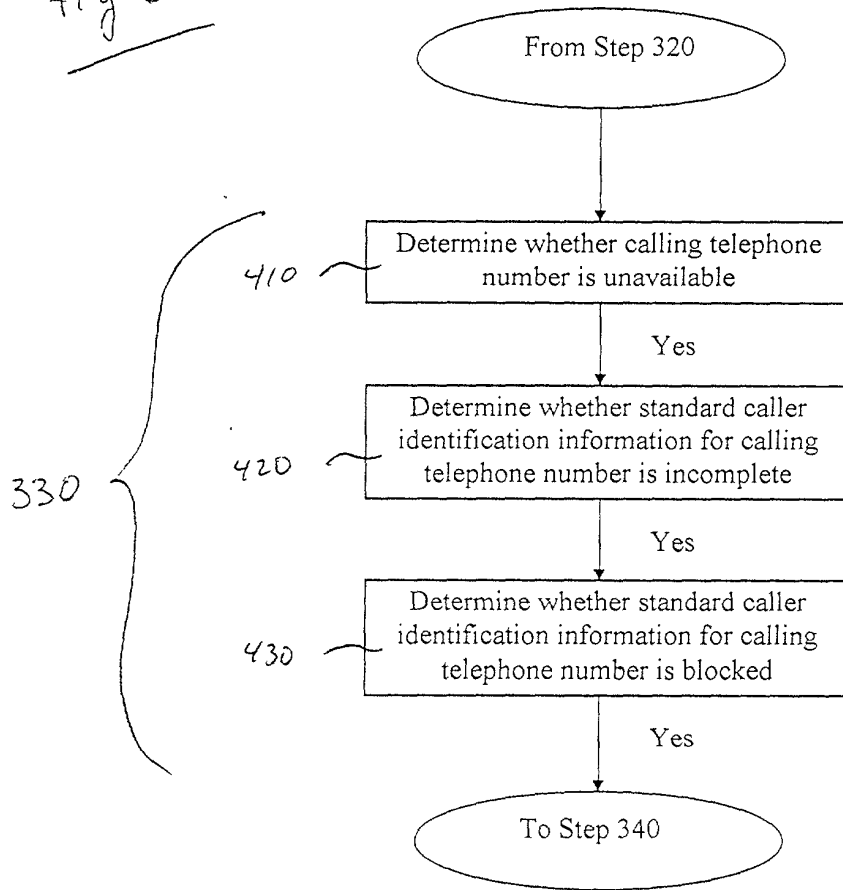 Fig
From Step 320
410
Determine whether calling telephone
number is unavailable
Yes
420
Determine whether standard caller
identification information for calling
telephone number is incomplete
330
Yes
430
Determine whether standard caller
identification information for calling
telephone number is blocked
Yes
To Step 340